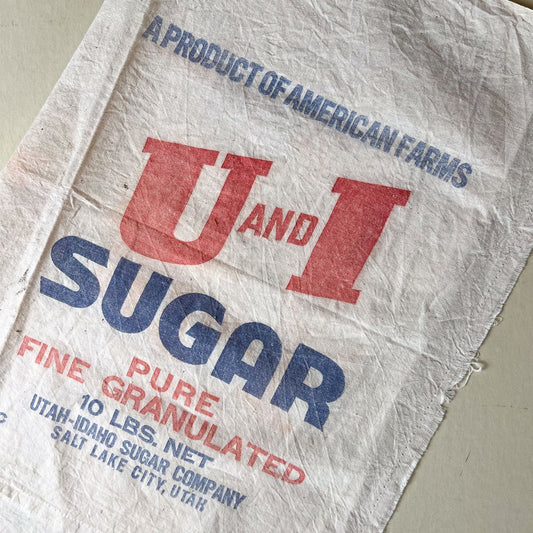 A PRODUCT OF AMERICAN FARMS
U AND I
SUGAR
PURE
FINE GRANULATED
10 LBS. NET
UTAH-IDAHO SUGAR COMPANY
SALT LAKE CITY, UTAH